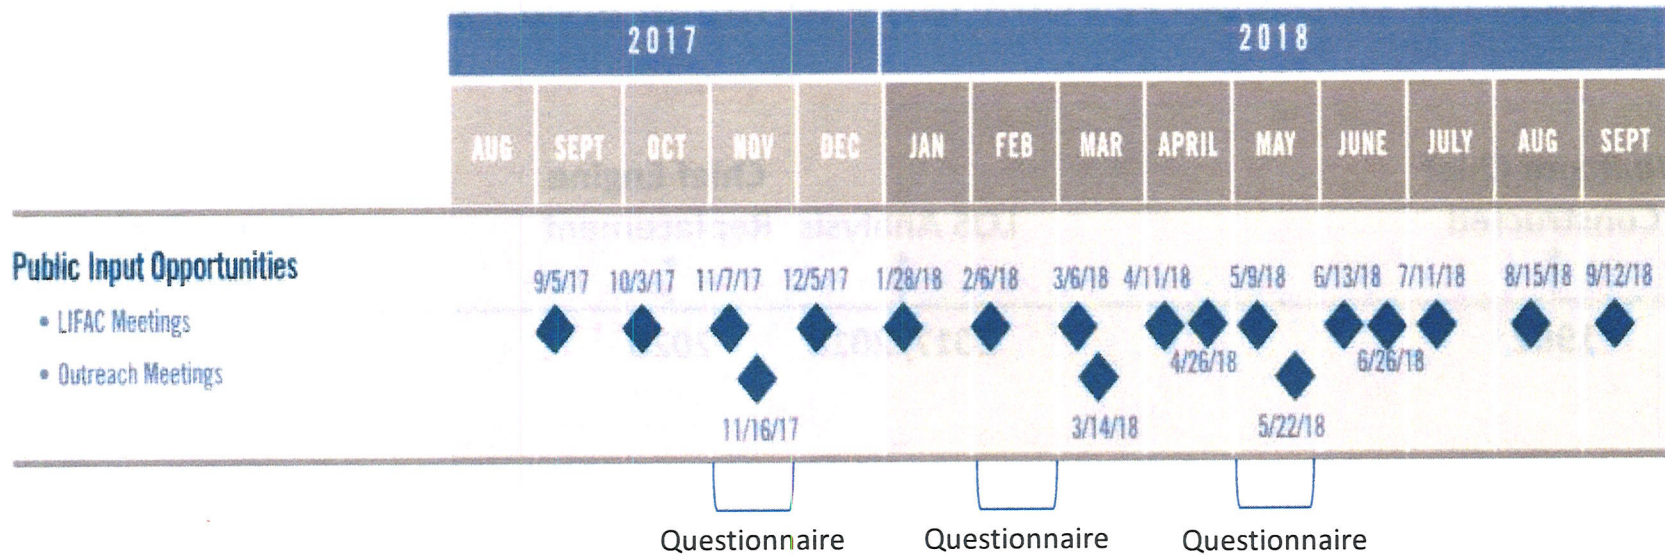 2017 2018
AUG SEPT OCT NOV DEC JAN FEB MAR APRIL MAY JUNE JULY AUG SEPT
Public Input Opportunities
9/5/17 10/3/17 11/7/17 12/5/17 1/28/18 2/6/18 3/6/18 4/11/18 5/9/18 6/13/18 7/11/18 8/15/18 9/12/18
• LIFAC Meetings
4/26/18 6/26/18
• Outreach Meetings
11/16/17 3/14/18 5/22/18
Questionnaire Questionnaire Questionnaire